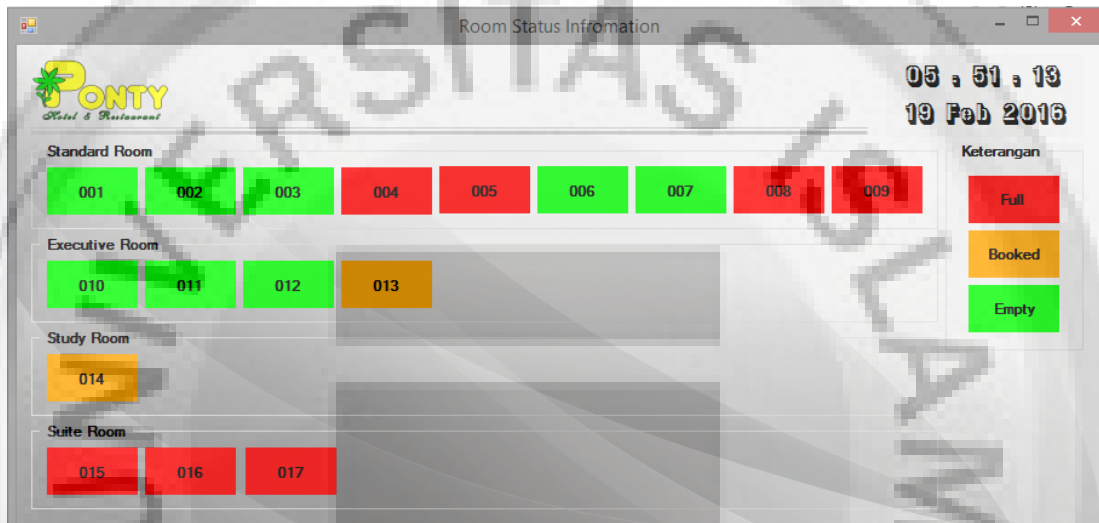 Room Status Infromation
PONTY
Hotel & Restaurant
05 : 51 : 13
19 Feb 2016
Standard Room
001 002 003 004 005 006 007 008 009
Keterangan
Full
Booked
Empty
Executive Room
010 011 012 013
Study Room
014
Suite Room
015 016 017
VERSITAS ISLAM